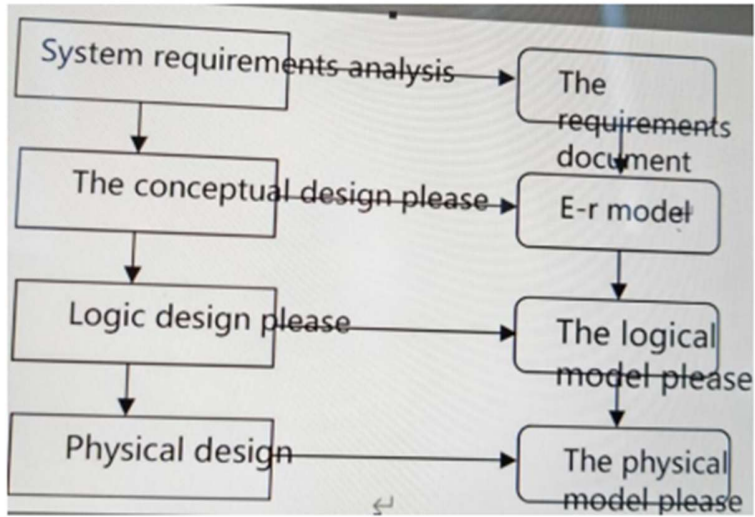 System requirements analysis
The
requirements
document
The conceptual design please
E-r model
Logic design please
The logical
model please
Physical design
The physical
model please